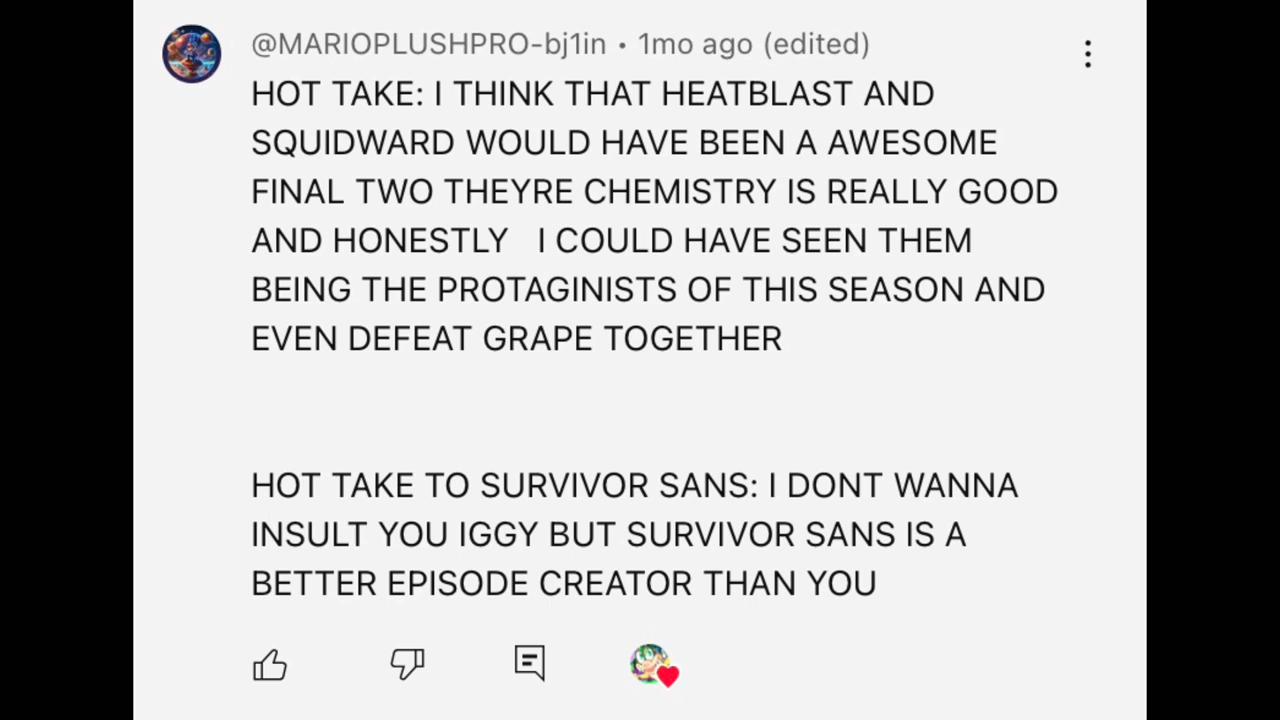 @MARIOPLUSHPRO-bj1in • 1mo ago (edited)
HOT TAKE: I THINK THAT HEATBLAST AND
SQUIDWARD WOULD HAVE BEEN A AWESOME
FINAL TWO THEYRE CHEMISTRY IS REALLY GOOD
AND HONESTLY   I COULD HAVE SEEN THEM
BEING THE PROTAGINISTS OF THIS SEASON AND
EVEN DEFEAT GRAPE TOGETHER
HOT TAKE TO SURVIVOR SANS: I DONT WANNA
INSULT YOU IGGY BUT SURVIVOR SANS IS A
BETTER EPISODE CREATOR THAN YOU